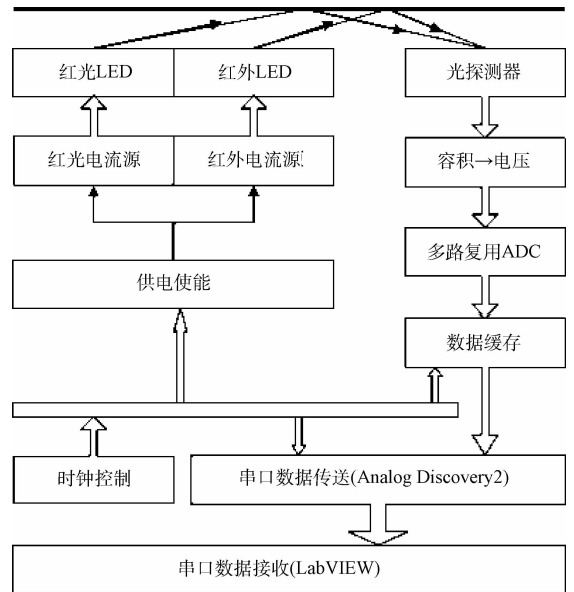 红光LED
红外LED
光探测器
红光电流源
红外电流源
容积→电压
多路复用ADC
供电使能
数据缓存
时钟控制
串口数据传送(Analog Discovery2)
串口数据接收(LabVIEW)